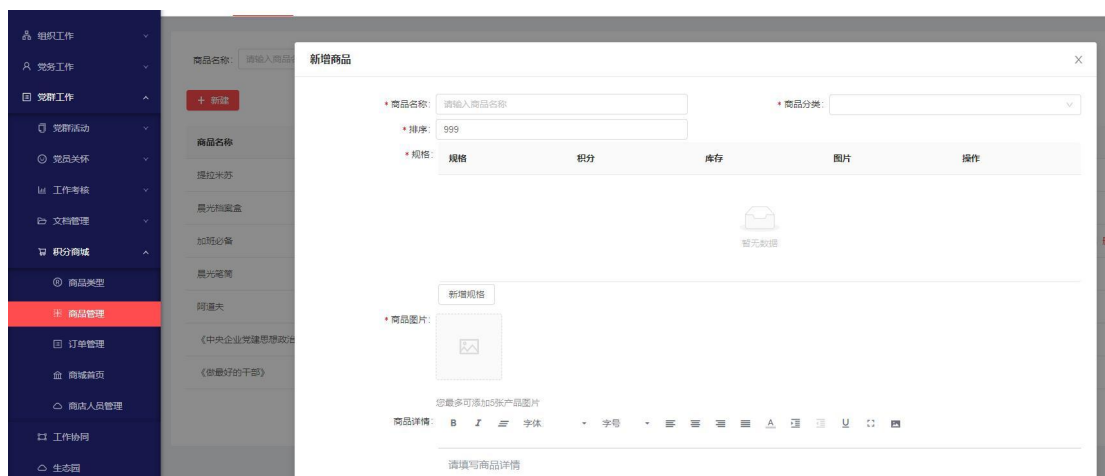 组织工作
党务工作
党群工作
党群活动
党员关怀
工作考核
文档管理
积分商城
商品类型
商品管理
订单管理
商城首页
商店人员管理
工作协同
生态园
商品名称: 请输入商品
+ 新建
商品名称
提拉米苏
晨光档案盒
加班必备
晨光笔筒
阿道夫
《中央企业党建思想政治
《做最好的干部》
新增商品
* 商品名称: 请输入商品名称
* 商品分类:
* 排序: 999
* 规格: 规格 积分 库存 图片 操作
暂无数据
新增规格
* 商品图片:
您最多可添加5张产品图片
商品详情: B I 字体 字号 A U
请填写商品详情